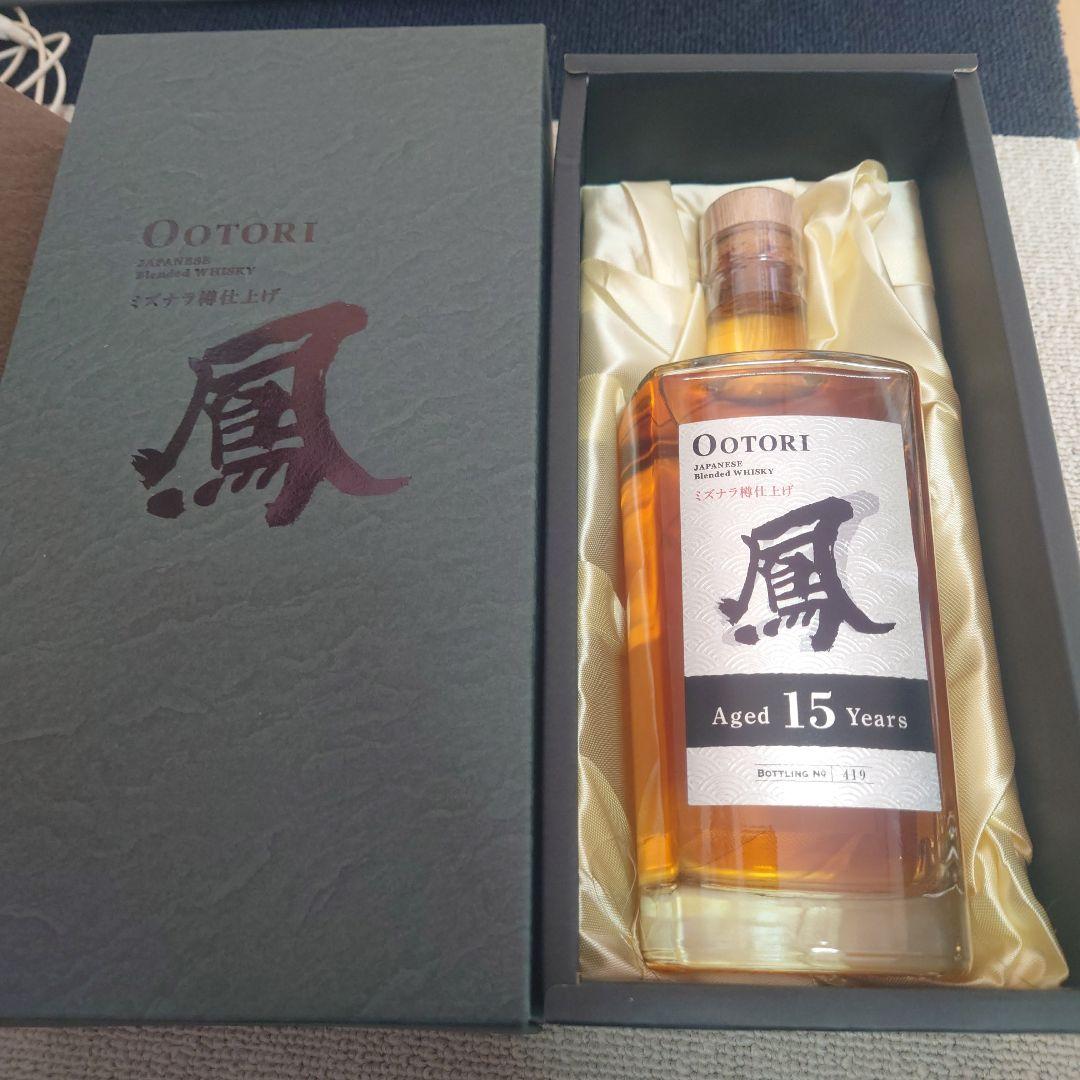 OOTORI
JAPANESE
Blended WHISKY
ミズナラ樽仕上げ
鳳
OOTORI
JAPANESE
Blended WHISKY
ミズナラ樽仕上げ
鳳
Aged 15 Years
BOTTLING NO 419